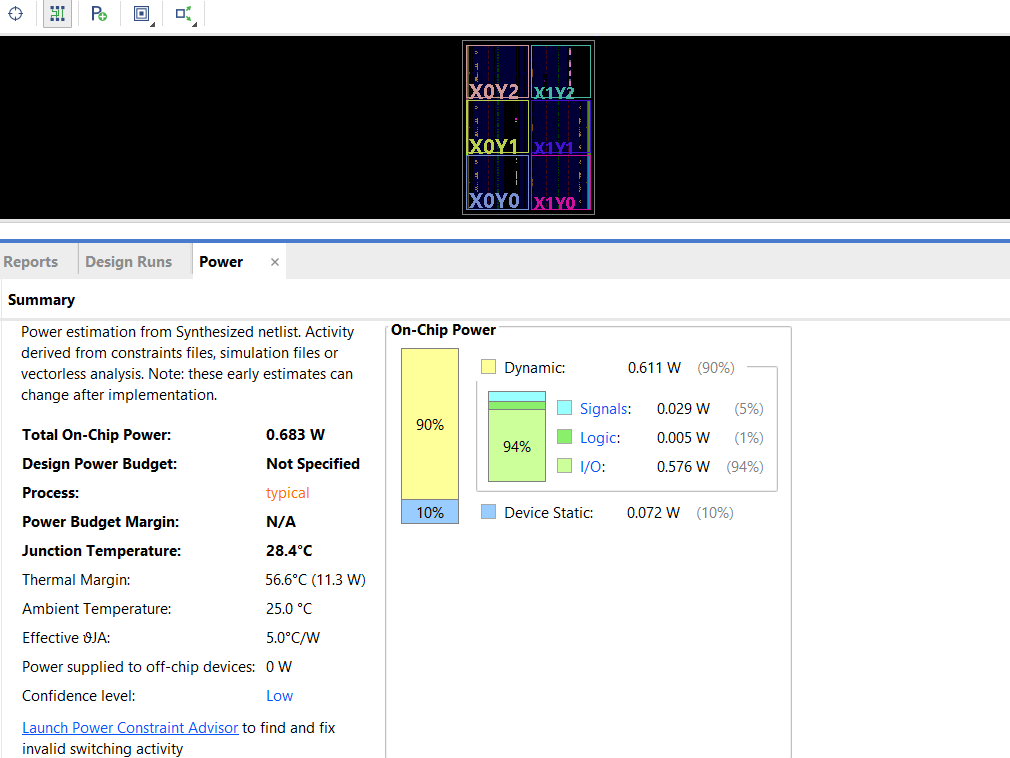 X0Y2 X1Y2
X0Y1 X1Y1
X0Y0 X1Y0
Reports Design Runs Power ×
Summary
Power estimation from Synthesized netlist. Activity
derived from constraints files, simulation files or
vectorless analysis. Note: these early estimates can
change after implementation.
Total On-Chip Power: 0.683 W
Design Power Budget: Not Specified
Process: typical
Power Budget Margin: N/A
Junction Temperature: 28.4°C
Thermal Margin: 56.6°C (11.3 W)
Ambient Temperature: 25.0 °C
Effective ϑJA: 5.0°C/W
Power supplied to off-chip devices: 0 W
Confidence level: Low
Launch Power Constraint Advisor to find and fix
invalid switching activity
On-Chip Power
90%
10%
Dynamic: 0.611 W (90%)
94%
Signals: 0.029 W (5%)
Logic: 0.005 W (1%)
I/O: 0.576 W (94%)
Device Static: 0.072 W (10%)